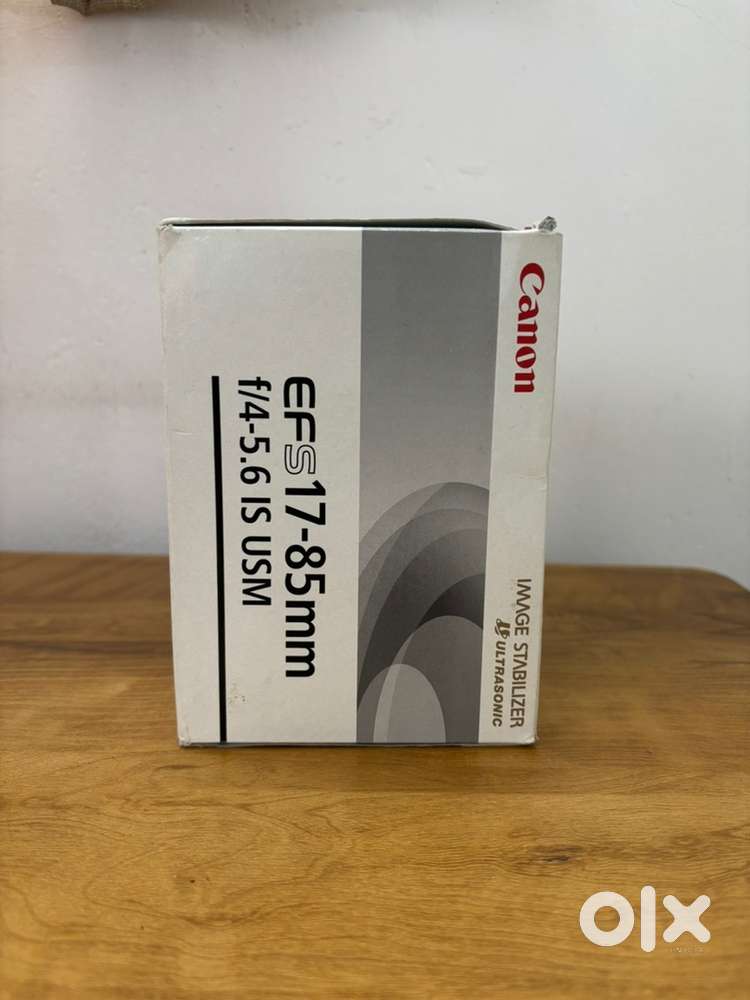 Canon
IMAGE STABILIZER
ULTRASONIC
EFS17-85mm
f/4-5.6 IS USM
olx